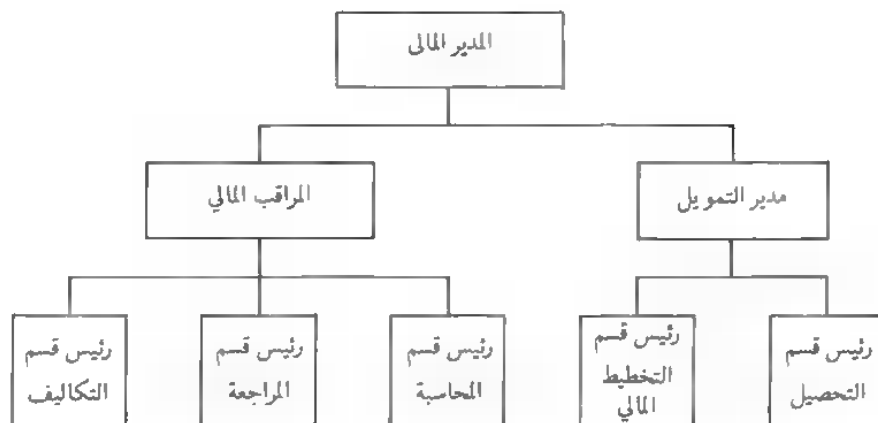 المدير المالى
مدير التمويل
المراقب المالي
رئيس قسم
التحصيل
رئيس قسم
التخطيط
المالي
رئيس قسم
المحاسبة
رئيس قسم
المراجعة
رئيس قسم
التكاليف